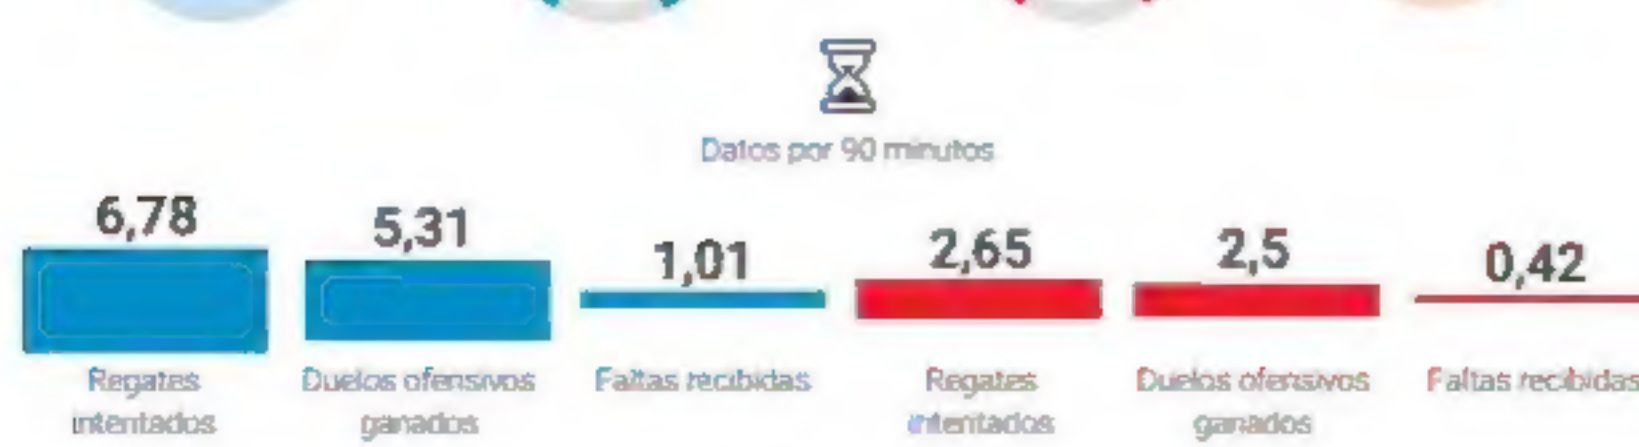 Datos por 90 minutos
6,78
5,31
1,01
2,65
2,5
0,42
Regates
intentados
Duelos ofensivos
ganados
Faltas recibidas
Regates
intentados
Duelos ofensivos
ganados
Faltas recibidas